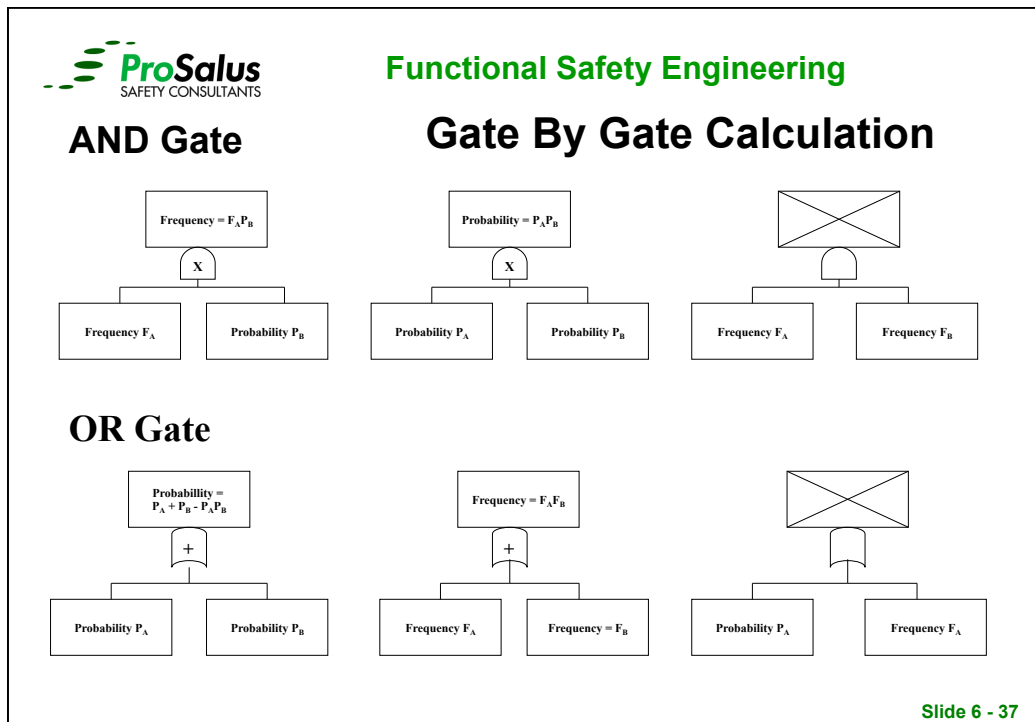 ProSalus
SAFETY CONSULTANTS
Functional Safety Engineering
AND Gate
Gate By Gate Calculation
Frequency = FAPB
X
Frequency FA
Probability PB
Probability = PAPB
X
Probability PA
Probability PB
Frequency FA
Frequency FB
OR Gate
Probabillity =
PA + PB - PAPB
+
Probability PA
Probability PB
Frequency = FAFB
+
Frequency FA
Frequency = FB
Probability PA
Frequency FA
Slide 6 - 37